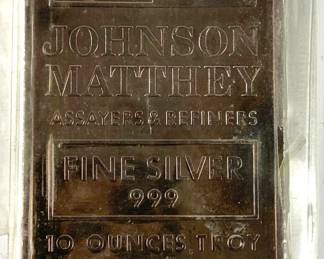 JOHNSON
MATTHEY
ASSAYERS & REFINERS
FINE SILVER
999
10 OUNCES TROY